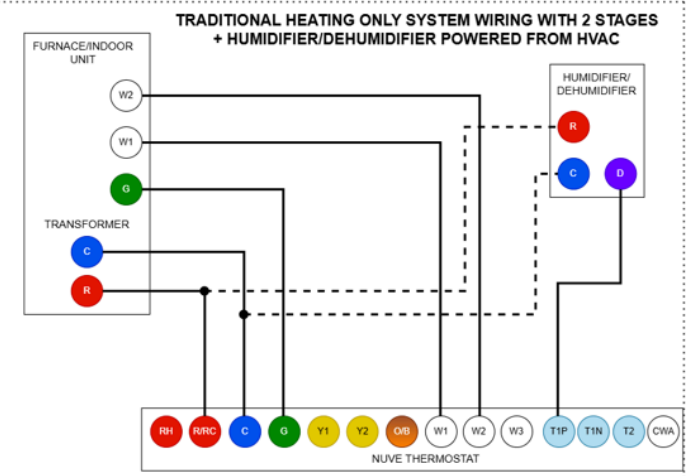 TRADITIONAL HEATING ONLY SYSTEM WIRING WITH 2 STAGES
+ HUMIDIFIER/DEHUMIDIFIER POWERED FROM HVAC
FURNACE/INDOOR
UNIT
W2
W1
G
TRANSFORMER
C
R
HUMIDIFIER/
DEHUMIDIFIER
R
C D
RH R/RC C G Y1 Y2 O/B W1 W2 W3 T1P T1N T2 CWA
NUVE THERMOSTAT